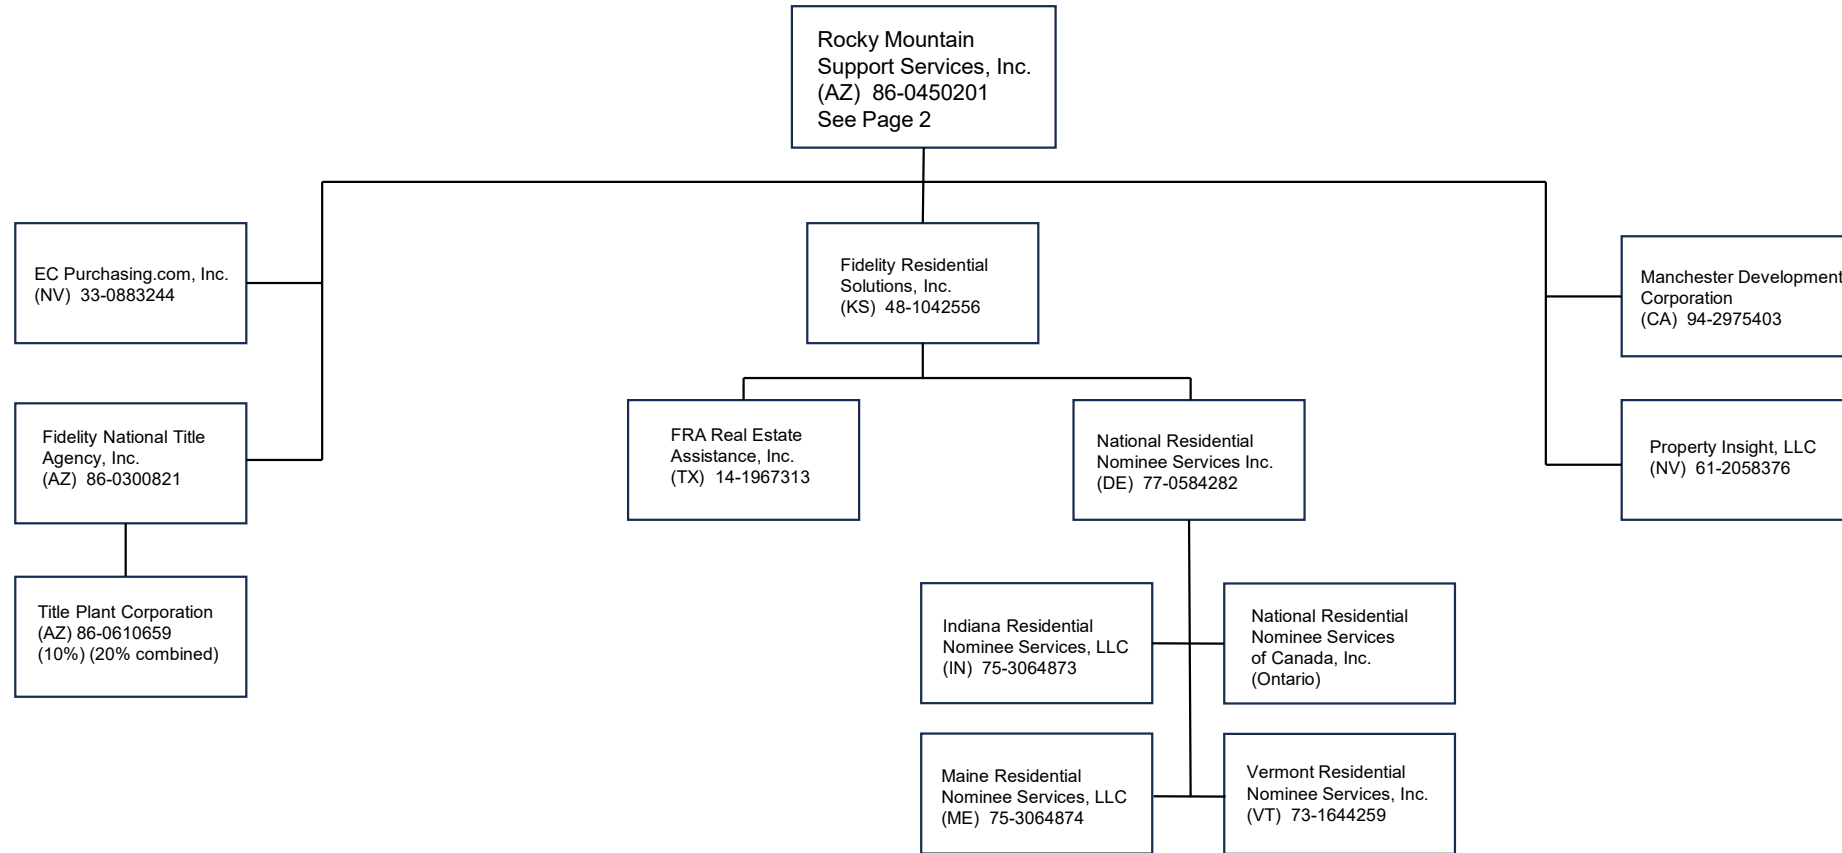 Rocky Mountain
Support Services, Inc.
(AZ)  86-0450201
See Page 2
EC Purchasing.com, Inc.
(NV)  33-0883244
Fidelity Residential
Solutions, Inc.
(KS)  48-1042556
Manchester Development
Corporation
(CA)  94-2975403
Fidelity National Title
Agency, Inc.
(AZ)  86-0300821
FRA Real Estate
Assistance, Inc.
(TX)  14-1967313
National Residential
Nominee Services Inc.
(DE)  77-0584282
Property Insight, LLC
(NV)  61-2058376
Title Plant Corporation
(AZ) 86-0610659
(10%) (20% combined)
Indiana Residential
Nominee Services, LLC
(IN)  75-3064873
National Residential
Nominee Services
of Canada, Inc.
(Ontario)
Maine Residential
Nominee Services, LLC
(ME)  75-3064874
Vermont Residential
Nominee Services, Inc.
(VT)  73-1644259